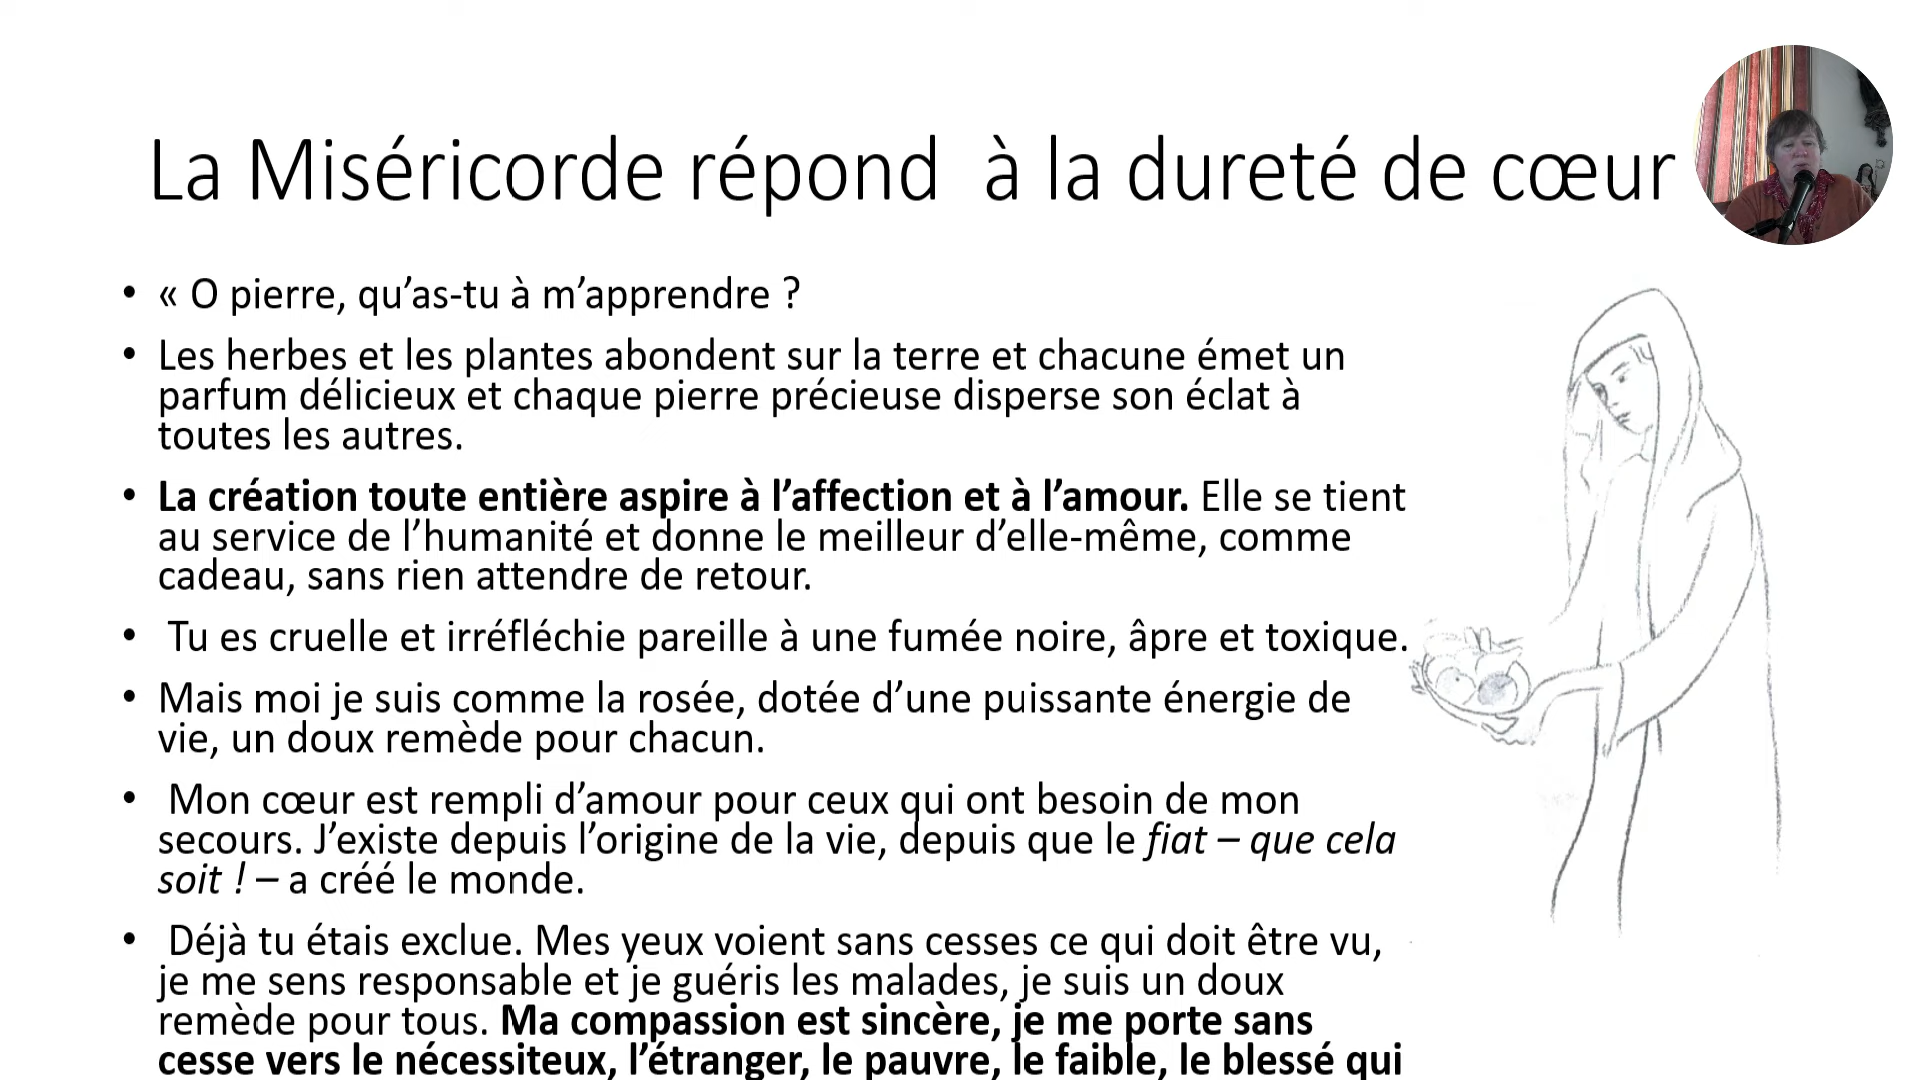 La Miséricorde répond  à la dureté de cœur
• « O pierre, qu’as-tu à m’apprendre ?
• Les herbes et les plantes abondent sur la terre et chacune émet un
parfum délicieux et chaque pierre précieuse disperse son éclat à
toutes les autres.
• La création toute entière aspire à l’affection et à l’amour. Elle se tient
au service de l’humanité et donne le meilleur d’elle-même, comme
cadeau, sans rien attendre de retour.
• Tu es cruelle et irréfléchie pareille à une fumée noire, âpre et toxique.
• Mais moi je suis comme la rosée, dotée d’une puissante énergie de
vie, un doux remède pour chacun.
• Mon cœur est rempli d’amour pour ceux qui ont besoin de mon
secours. J’existe depuis l’origine de la vie, depuis que le fiat – que cela
soit ! – a créé le monde.
• Déjà tu étais exclue. Mes yeux voient sans cesses ce qui doit être vu,
je me sens responsable et je guéris les malades, je suis un doux
remède pour tous. Ma compassion est sincère, je me porte sans
cesse vers le nécessiteux, l’étranger, le pauvre, le faible, le blessé qui